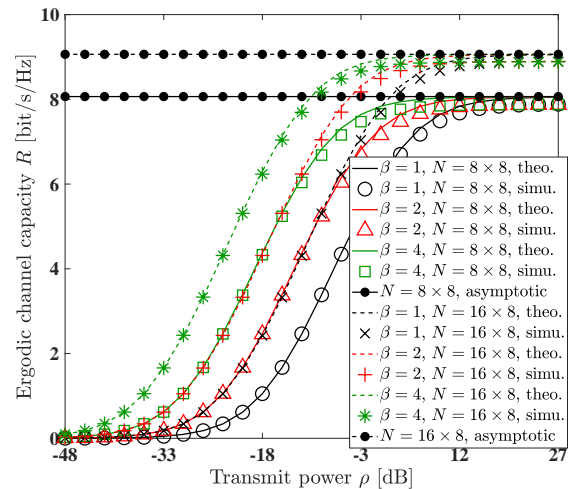 Ergodic channel capacity R [bit/s/Hz]
10
8
6
4
2
0
-48
-33
-18
-3
12
27
Transmit power ρ [dB]
β = 1, N = 8 × 8, theo.
β = 1, N = 8 × 8, simu.
β = 2, N = 8 × 8, theo.
β = 2, N = 8 × 8, simu.
β = 4, N = 8 × 8, theo.
β = 4, N = 8 × 8, simu.
N = 8 × 8, asymptotic
β = 1, N = 16 × 8, theo.
β = 1, N = 16 × 8, simu.
β = 2, N = 16 × 8, theo.
β = 2, N = 16 × 8, simu.
β = 4, N = 16 × 8, theo.
β = 4, N = 16 × 8, simu.
N = 16 × 8, asymptotic